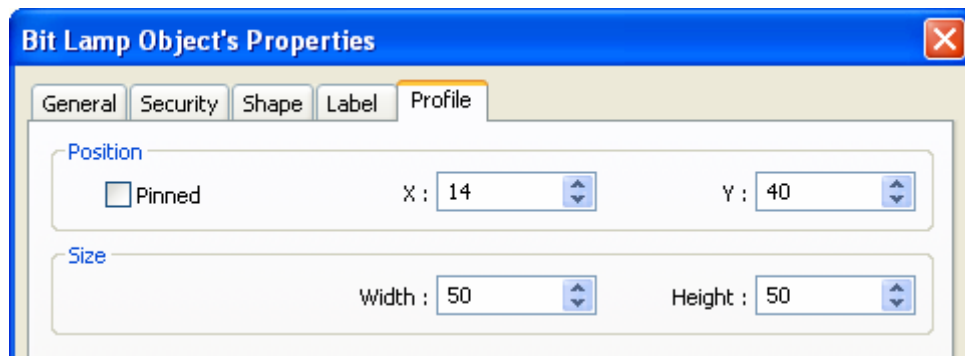 Bit Lamp Object's Properties
General Security Shape Label Profile
Position
Pinned X : 14 Y : 40
Size
Width : 50 Height : 50